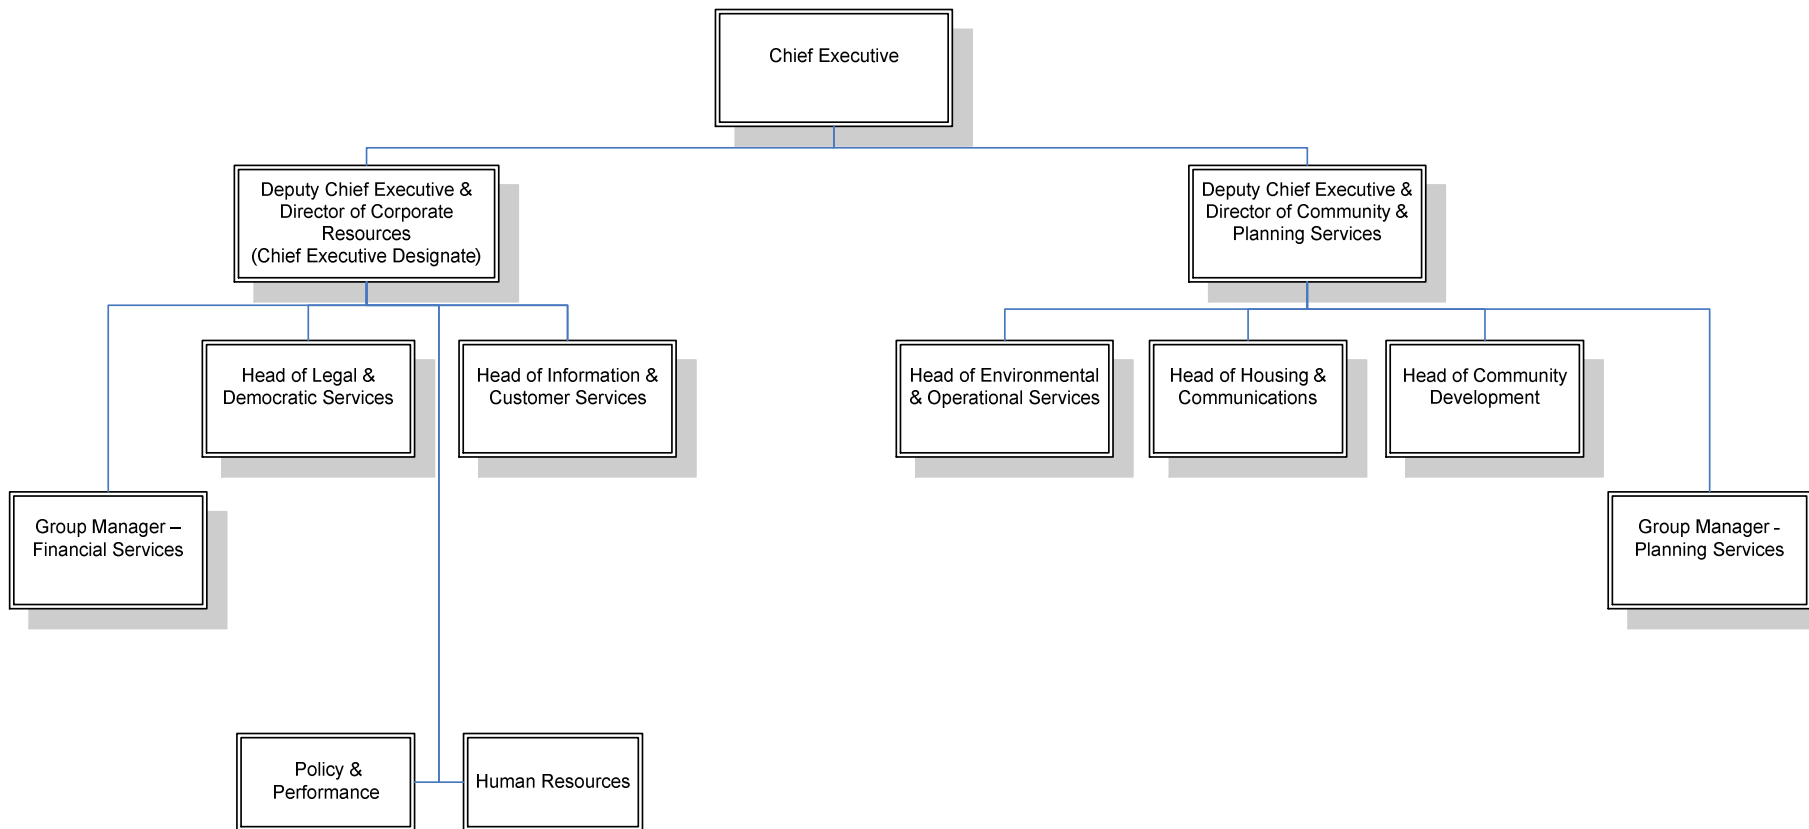 Chief Executive
Deputy Chief Executive &
Director of Corporate
Resources
(Chief Executive Designate)
Deputy Chief Executive &
Director of Community &
Planning Services
Head of Legal &
Democratic Services
Head of Information &
Customer Services
Head of Environmental
& Operational Services
Head of Housing &
Communications
Head of Community
Development
Group Manager –
Financial Services
Group Manager -
Planning Services
Policy &
Performance
Human Resources